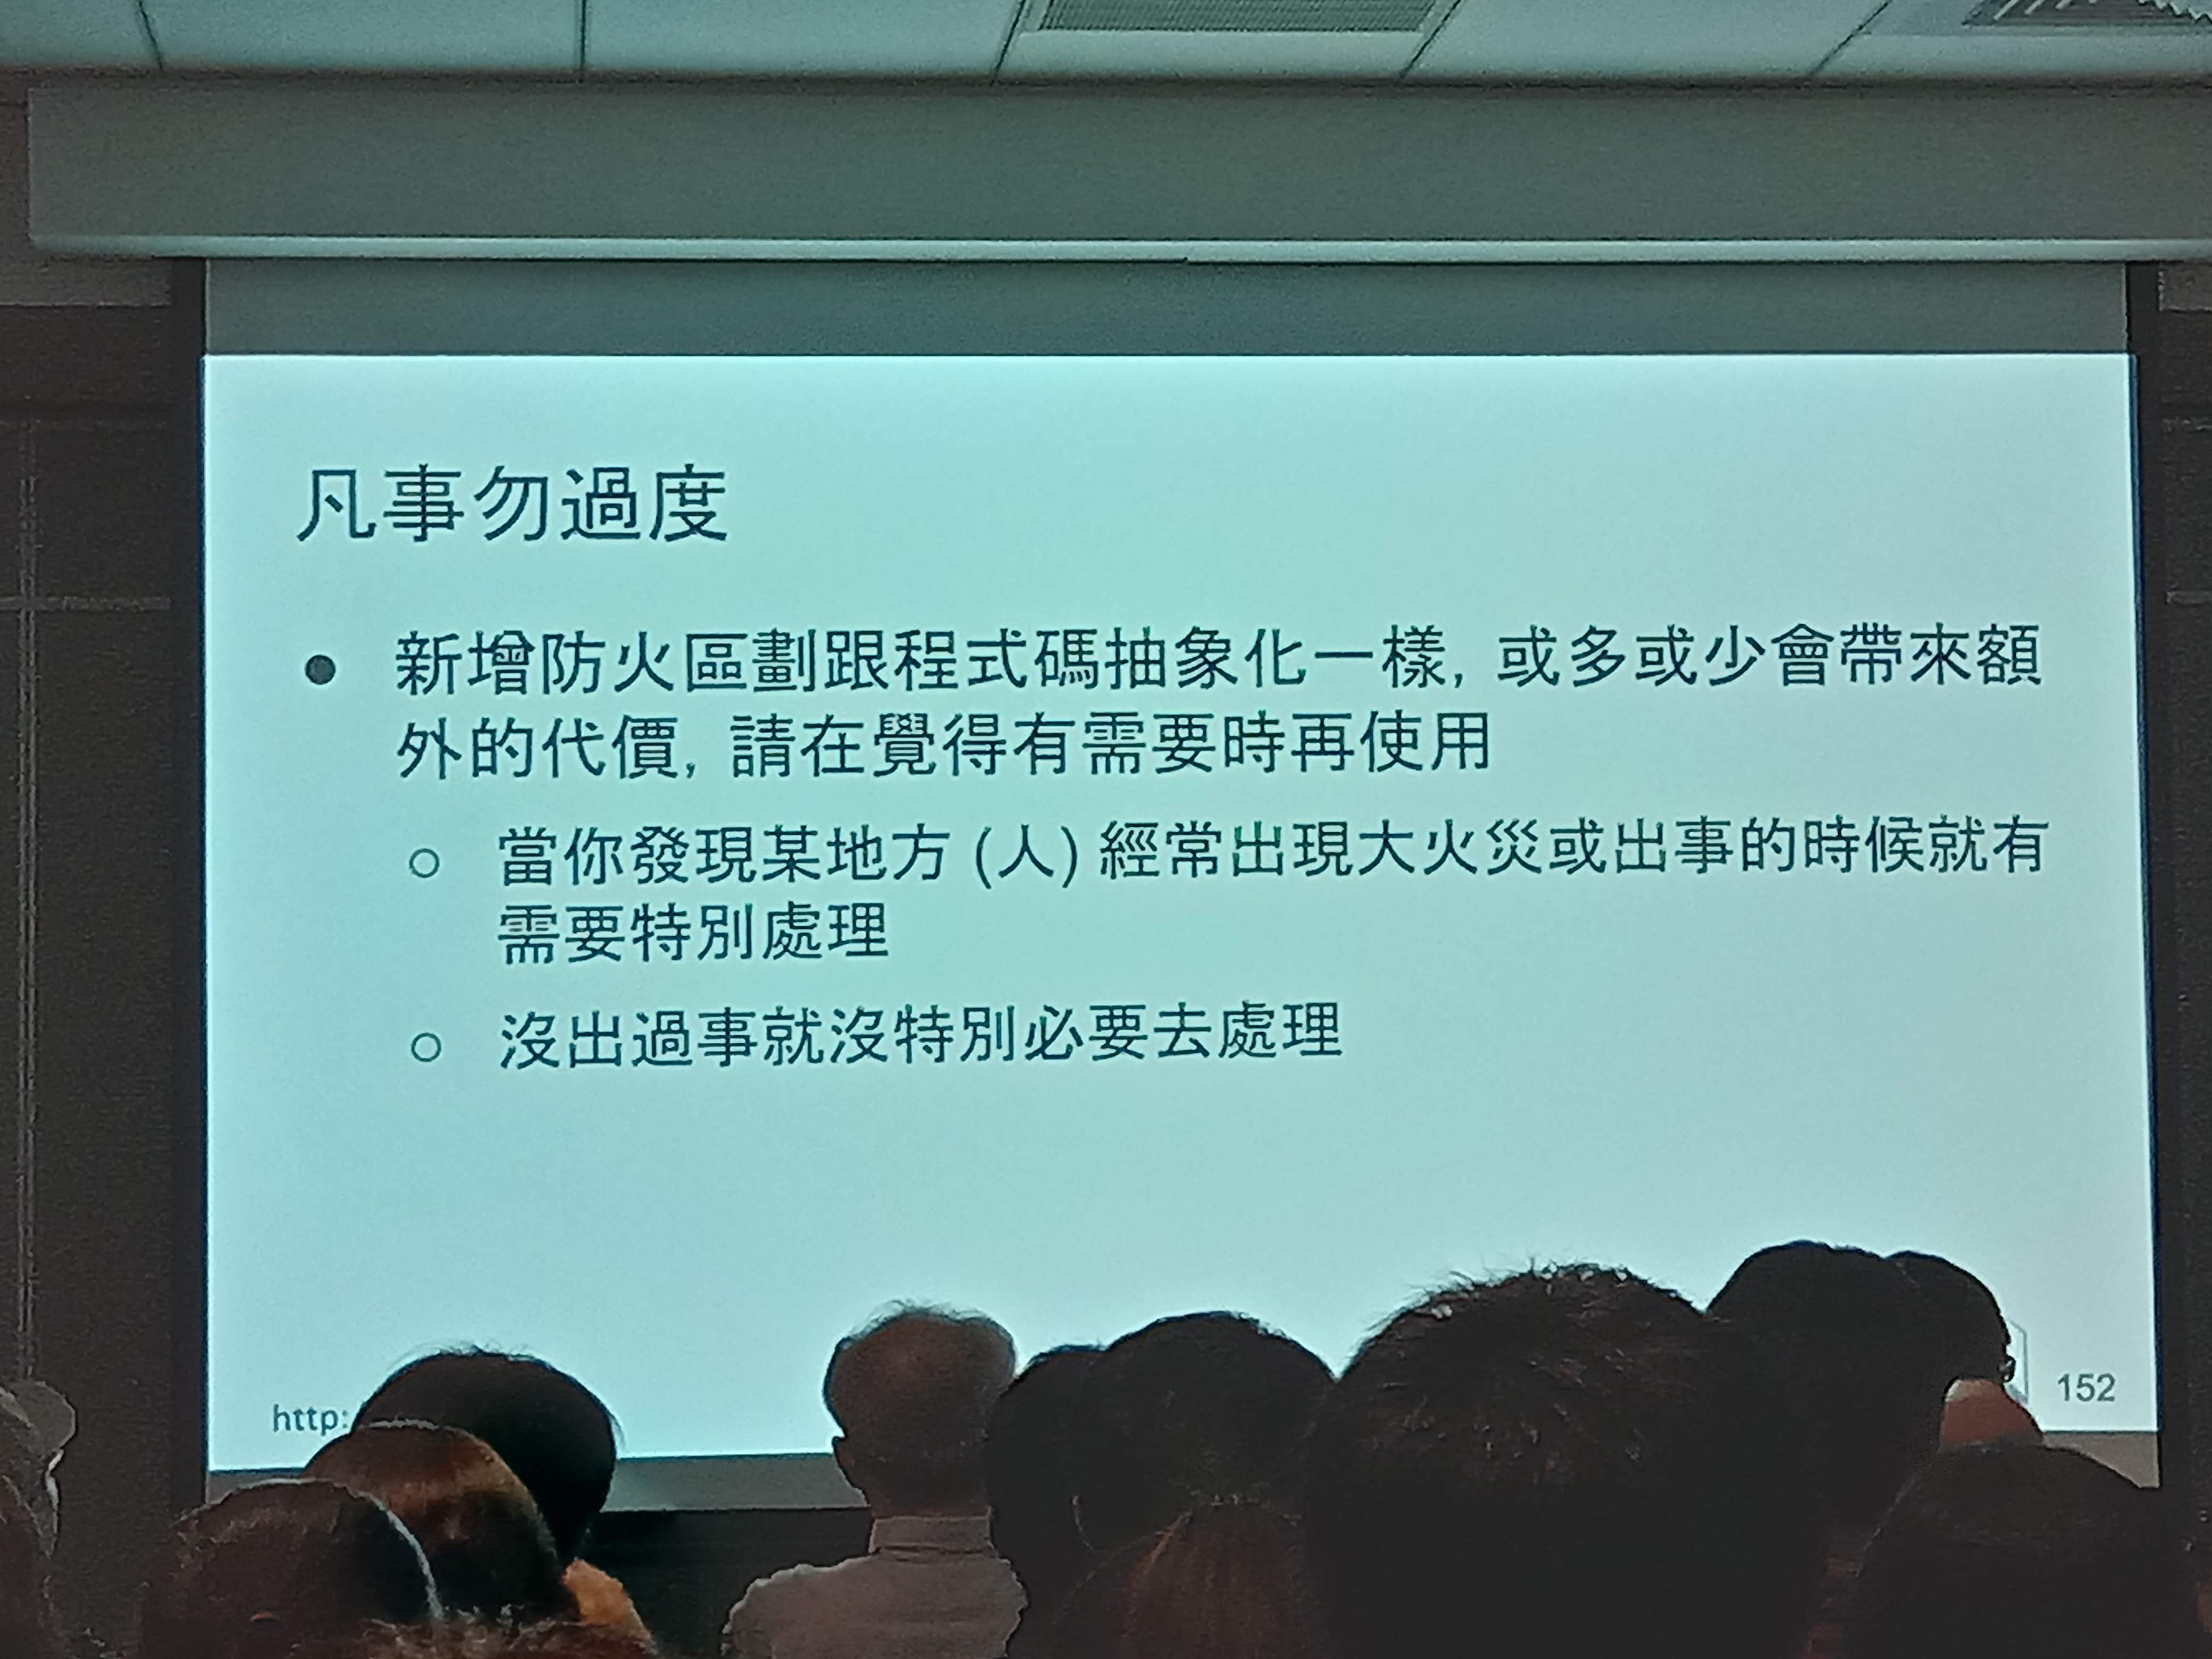 凡事勿過度
● 新增防火區劃跟程式碼抽象化一樣, 或多或少會帶來額
外的代價, 請在覺得有需要時再使用
○ 當你發現某地方 (人) 經常出現大火災或出事的時候就有
需要特別處理
○ 沒出過事就沒特別必要去處理
http:
152